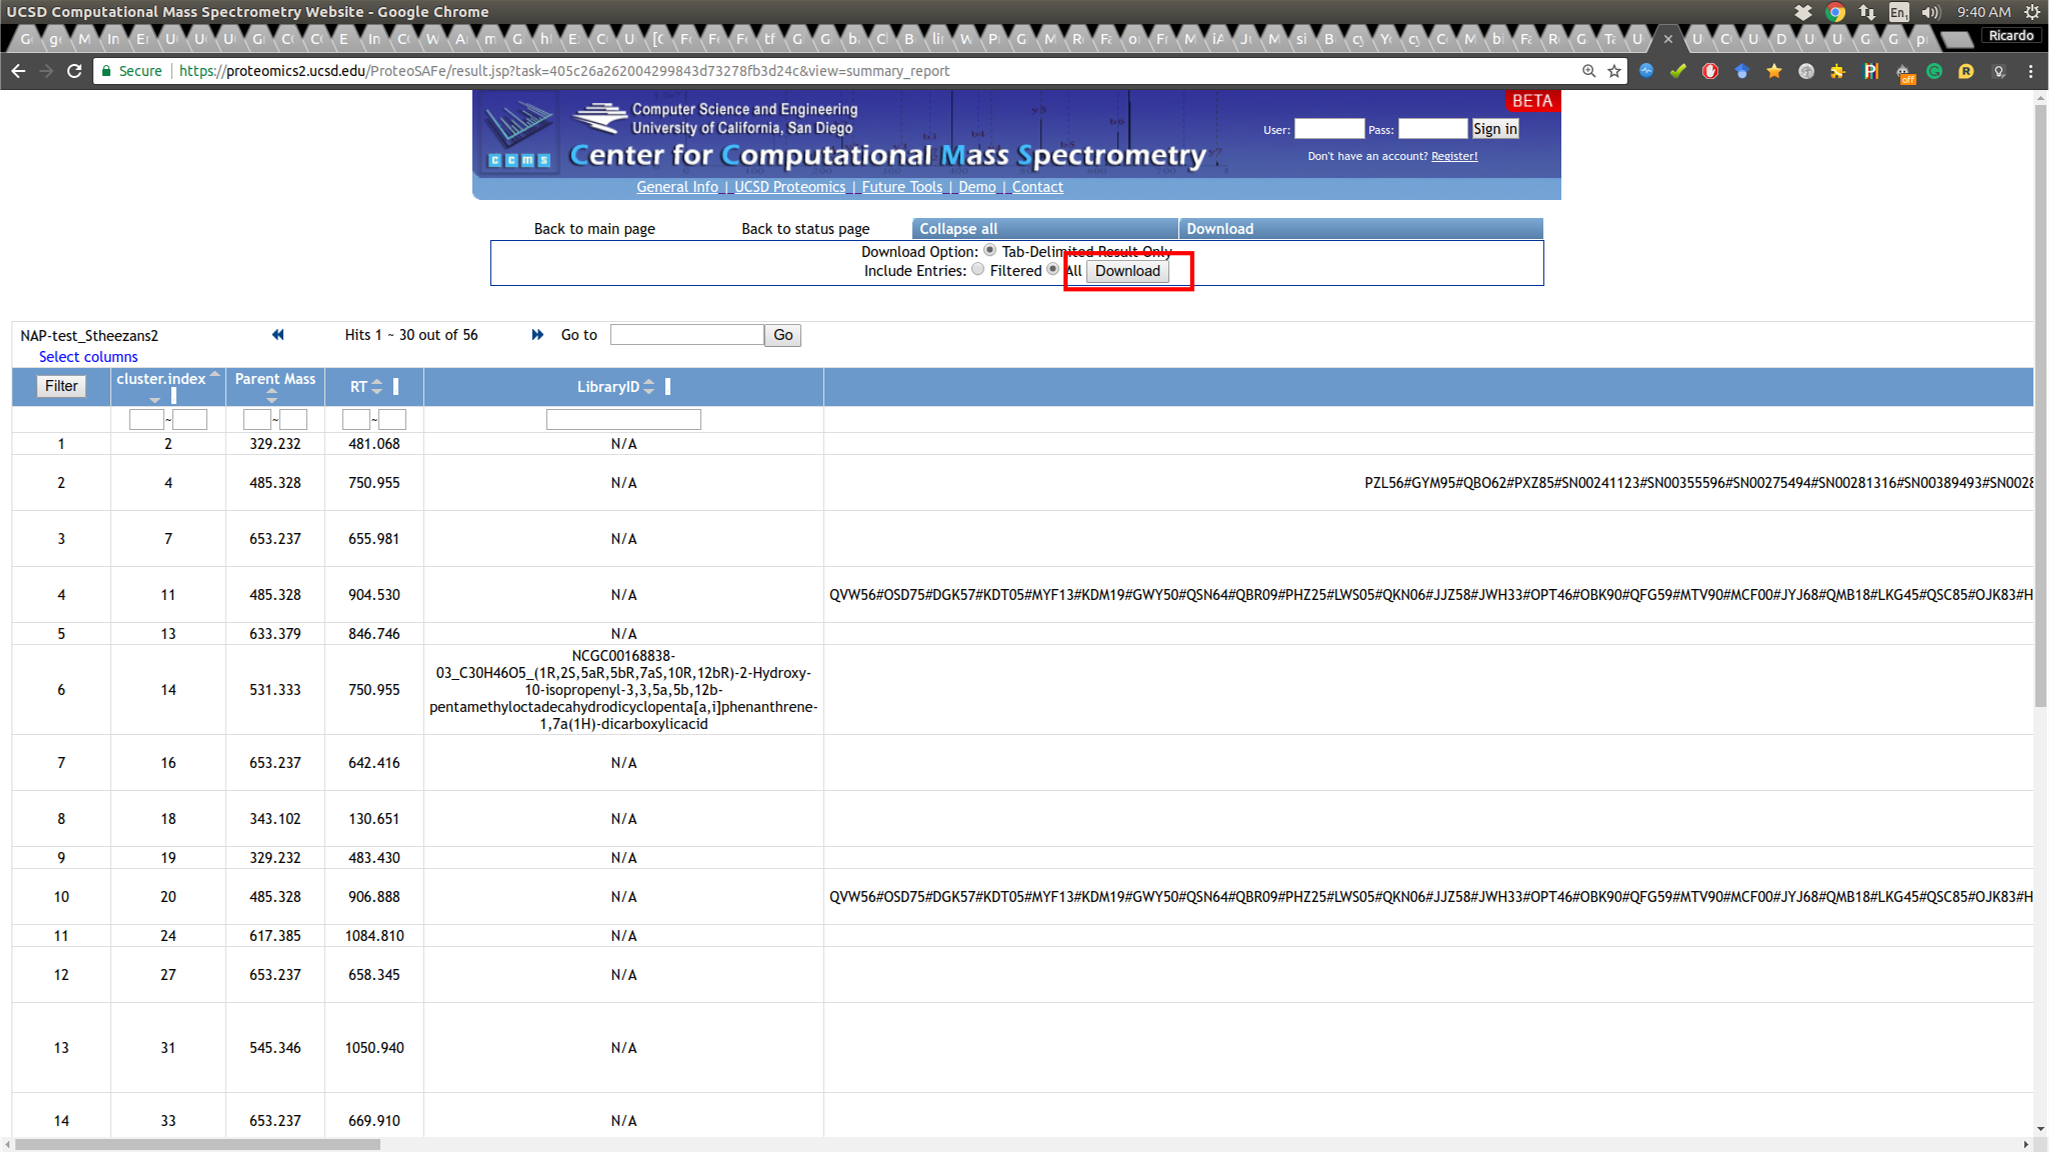 UCSD Computational Mass Spectrometry Website - Google Chrome
En1 9:40 AM
Ricardo
Secure https://proteomics2.ucsd.edu/ProteoSAFe/result.jsp?task=405c26a262004299843d73278fb3d24c&view=summary_report
off
BETA
Computer Science and Engineering
University of California, San Diego
ccms
Center for Computational Mass Spectrometry
User: Pass: Sign in
Don't have an account? Register!
General Info | UCSD Proteomics | Future Tools | Demo | Contact
Back to main page Back to status page Collapse all Download
Download Option: Tab-Delimited Result Only
Include Entries: Filtered All Download
NAP-test_Stheezans2 Hits 1 ~ 30 out of 56 Go to Go
Select columns
Filter cluster.index Parent Mass RT LibraryID
~ ~ ~
1 2 329.232 481.068 N/A
2 4 485.328 750.955 N/A PZL56#GYM95#QBO62#PXZ85#SN00241123#SN00355596#SN00275494#SN00281316#SN00389493#SN0028
3 7 653.237 655.981 N/A
4 11 485.328 904.530 N/A QVW56#OSD75#DGK57#KDT05#MYF13#KDM19#GWY50#QSN64#QBR09#PHZ25#LWS05#QKN06#JJZ58#JWH33#OPT46#OBK90#QFG59#MTV90#MCF00#JYJ68#QMB18#LKG45#QSC85#OJK83#H
5 13 633.379 846.746 N/A
6 14 531.333 750.955 NCGC00168838-
03_C30H46O5_(1R,2S,5aR,5bR,7aS,10R,12bR)-2-Hydroxy-
10-isopropenyl-3,3,5a,5b,12b-
pentamethyloctadecahydrodicyclopenta[a,i]phenanthrene-
1,7a(1H)-dicarboxylicacid
7 16 653.237 642.416 N/A
8 18 343.102 130.651 N/A
9 19 329.232 483.430 N/A
10 20 485.328 906.888 N/A QVW56#OSD75#DGK57#KDT05#MYF13#KDM19#GWY50#QSN64#QBR09#PHZ25#LWS05#QKN06#JJZ58#JWH33#OPT46#OBK90#QFG59#MTV90#MCF00#JYJ68#QMB18#LKG45#QSC85#OJK83#H
11 24 617.385 1084.810 N/A
12 27 653.237 658.345 N/A
13 31 545.346 1050.940 N/A
14 33 653.237 669.910 N/A